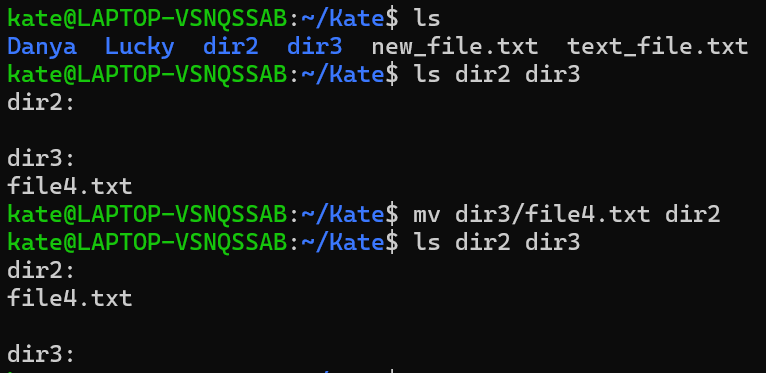 kate@LAPTOP-VSNQSSAB:~/Kate$ ls
Danya  Lucky  dir2  dir3  new_file.txt  text_file.txt
kate@LAPTOP-VSNQSSAB:~/Kate$ ls dir2 dir3
dir2:

dir3:
file4.txt
kate@LAPTOP-VSNQSSAB:~/Kate$ mv dir3/file4.txt dir2
kate@LAPTOP-VSNQSSAB:~/Kate$ ls dir2 dir3
dir2:
file4.txt

dir3: